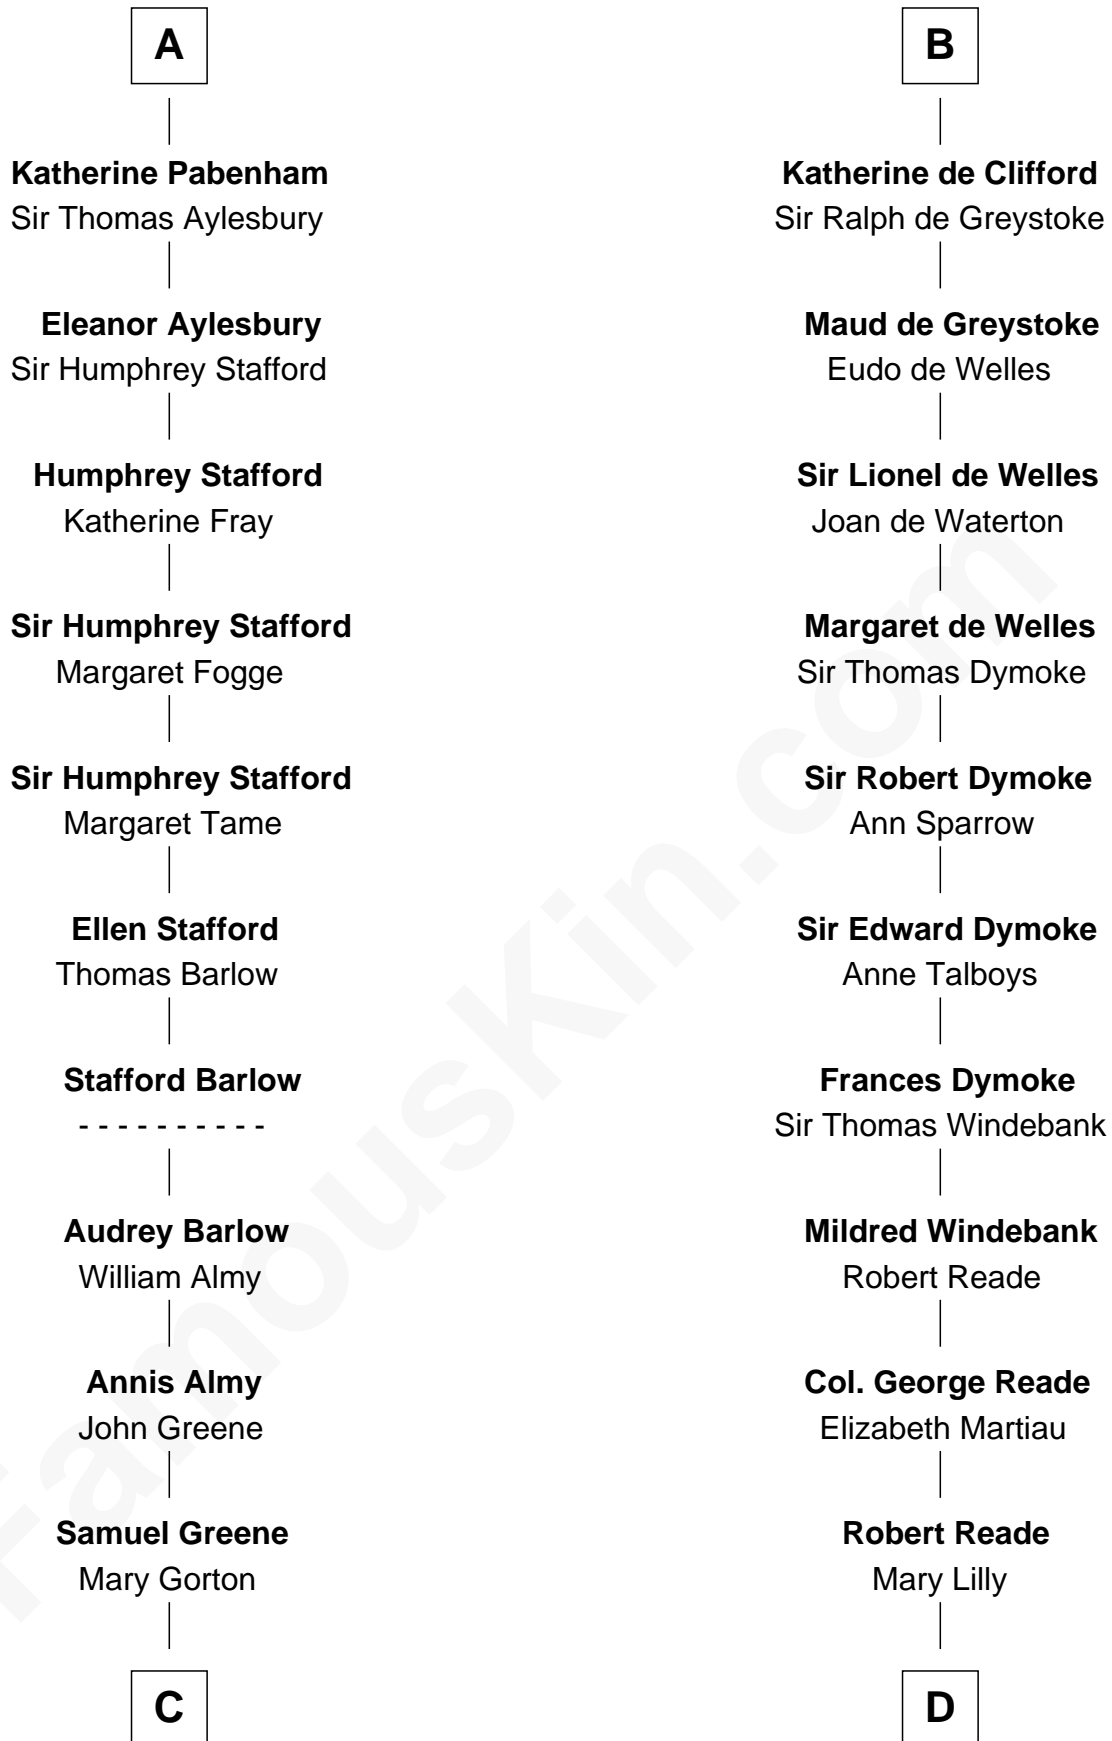 A
Katherine Pabenham
Sir Thomas Aylesbury
Eleanor Aylesbury
Sir Humphrey Stafford
Humphrey Stafford
Katherine Fray
Sir Humphrey Stafford
Margaret Fogge
Sir Humphrey Stafford
Margaret Tame
Ellen Stafford
Thomas Barlow
Stafford Barlow
- - - - - - - - - -
Audrey Barlow
William Almy
Annis Almy
John Greene
Samuel Greene
Mary Gorton
C
B
Katherine de Clifford
Sir Ralph de Greystoke
Maud de Greystoke
Eudo de Welles
Sir Lionel de Welles
Joan de Waterton
Margaret de Welles
Sir Thomas Dymoke
Sir Robert Dymoke
Ann Sparrow
Sir Edward Dymoke
Anne Talboys
Frances Dymoke
Sir Thomas Windebank
Mildred Windebank
Robert Reade
Col. George Reade
Elizabeth Martiau
Robert Reade
Mary Lilly
D
FamousKin.com